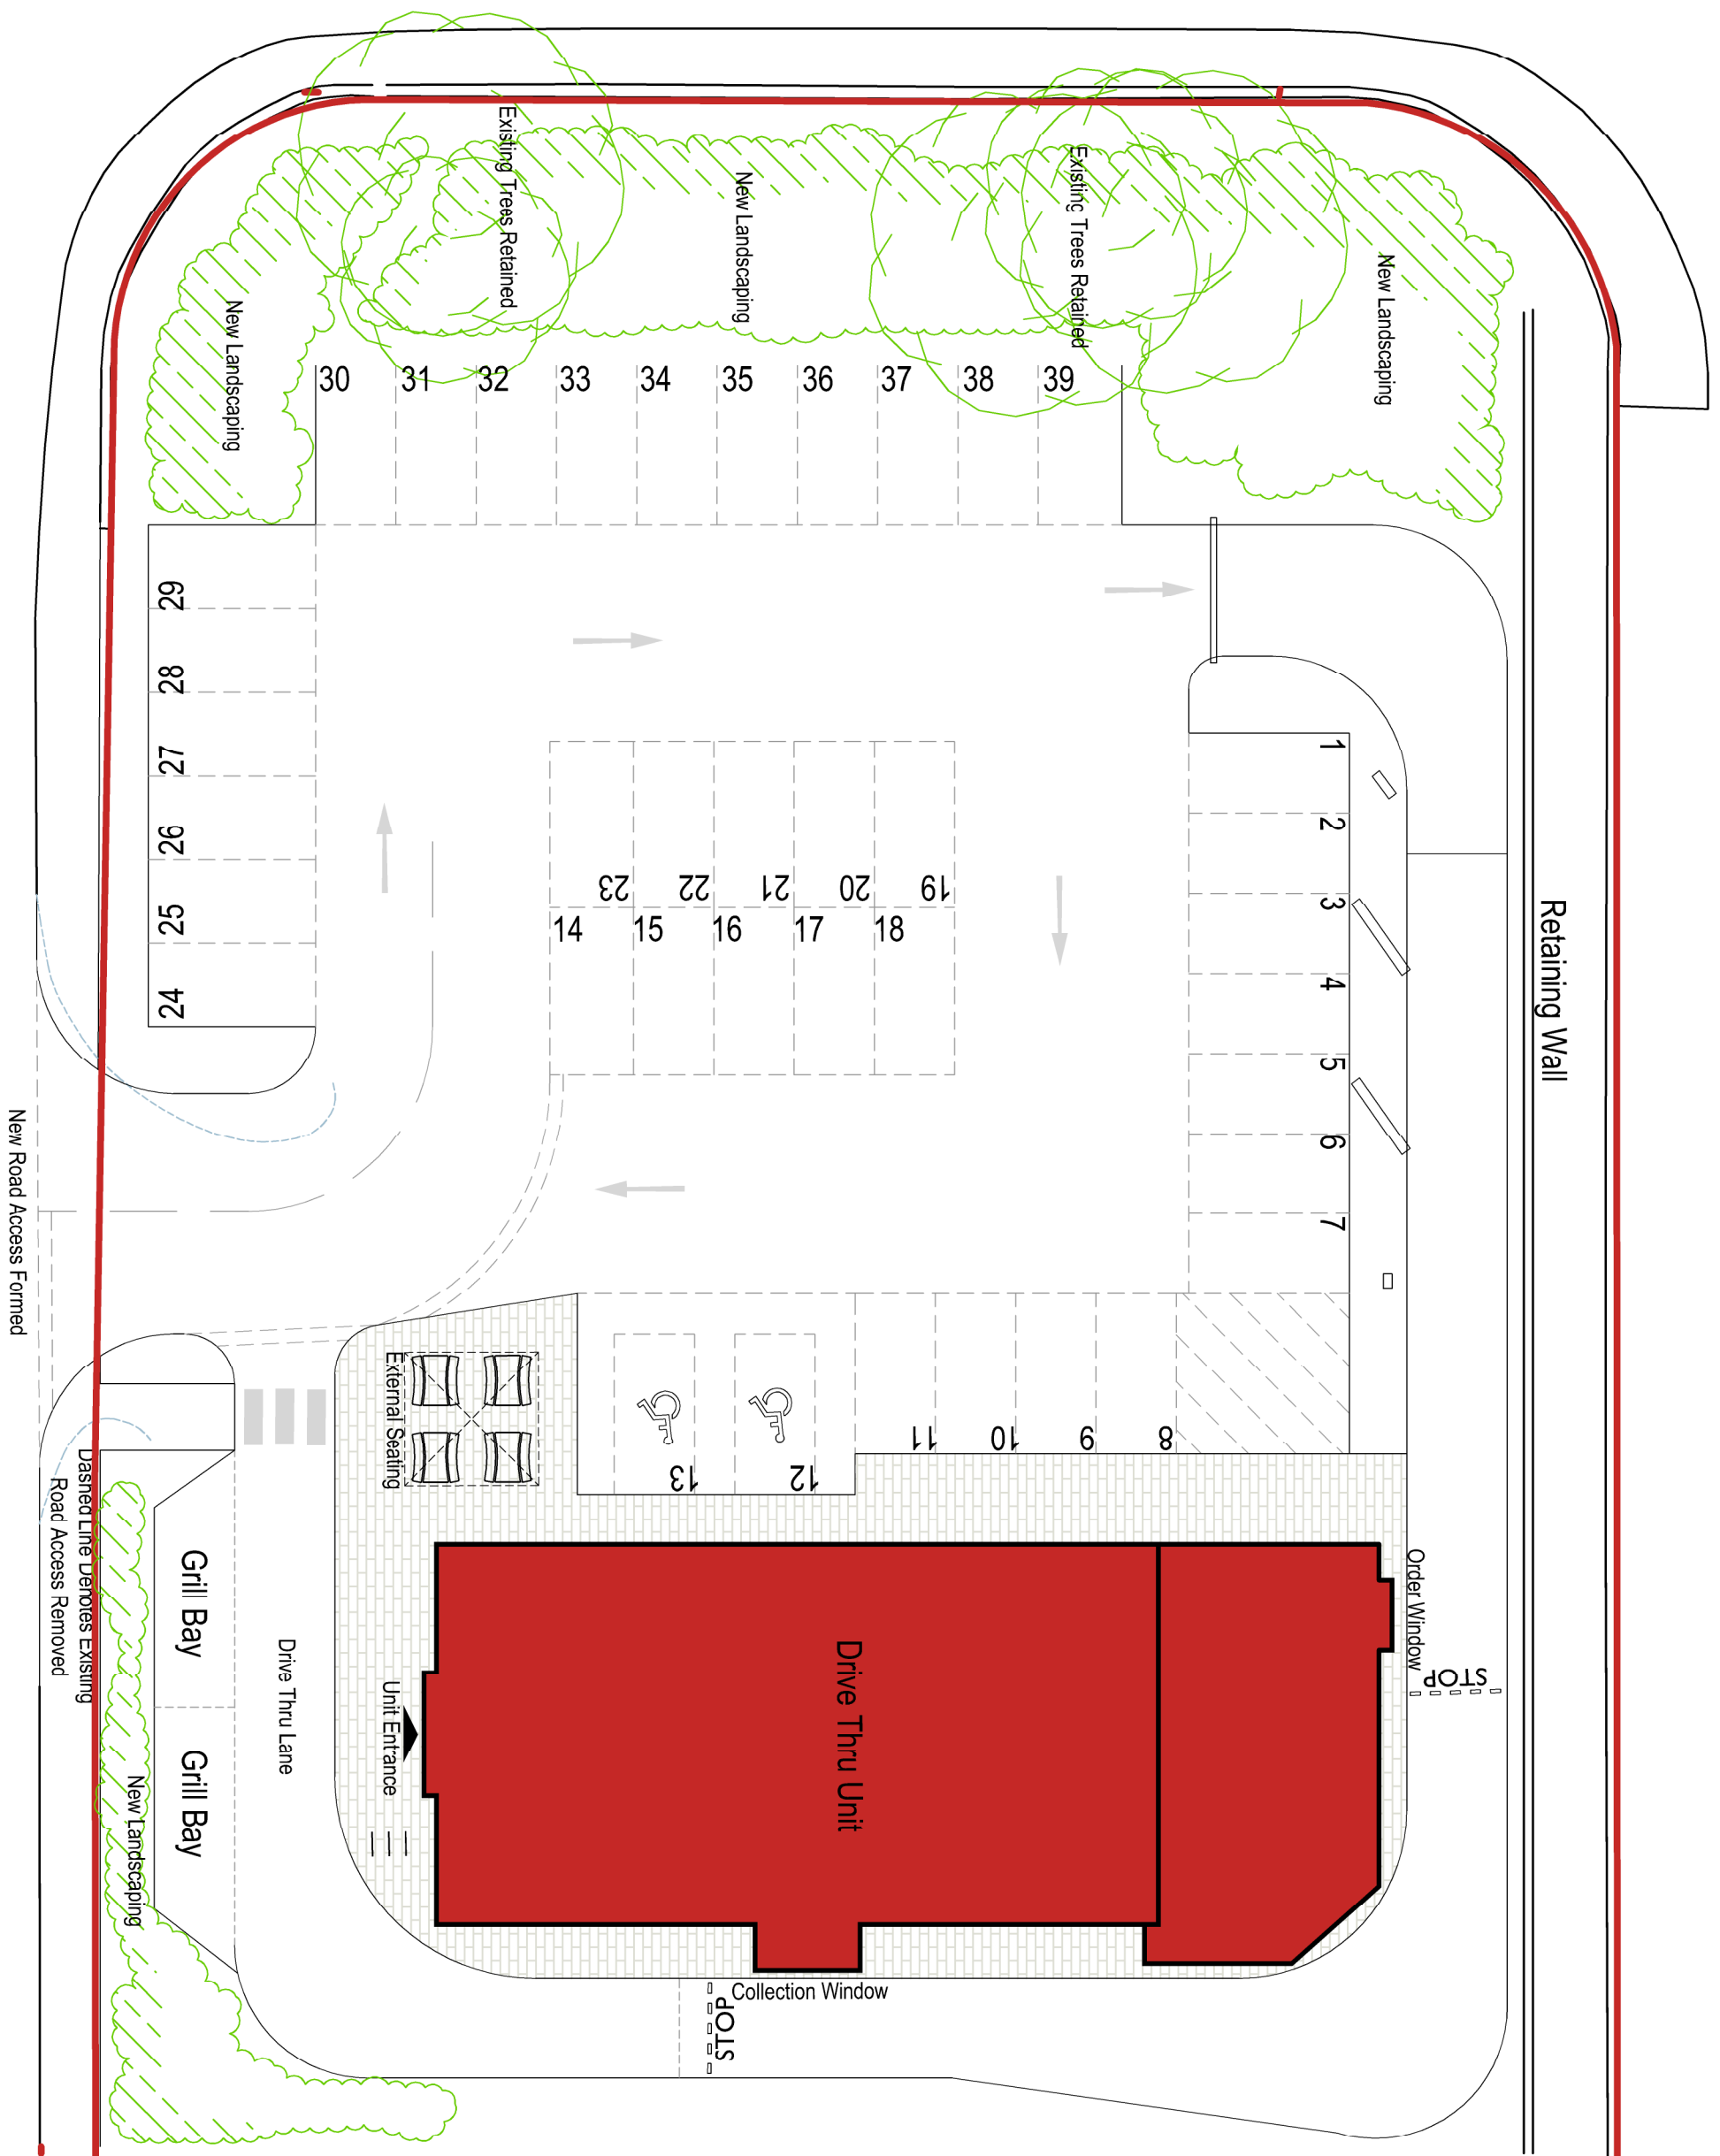 Existing Trees Retained
New Landscaping
Existing Trees Retained
New Landscaping
New Landscaping
30
31
32
33
34
35
36
37
38
39
29
28
27
26
25
24
23
22
21
20
19
14
15
16
17
18
1
2
3
4
5
6
7
Retaining Wall
New Road Access Formed
External Seating
13
12
11
10
9
8
Dashed Line Denotes Existing
Road Access Removed
Grill Bay
Grill Bay
Drive Thru Lane
Unit Entrance
Drive Thru Unit
Order Window
STOP
New Landscaping
Collection Window
STOP